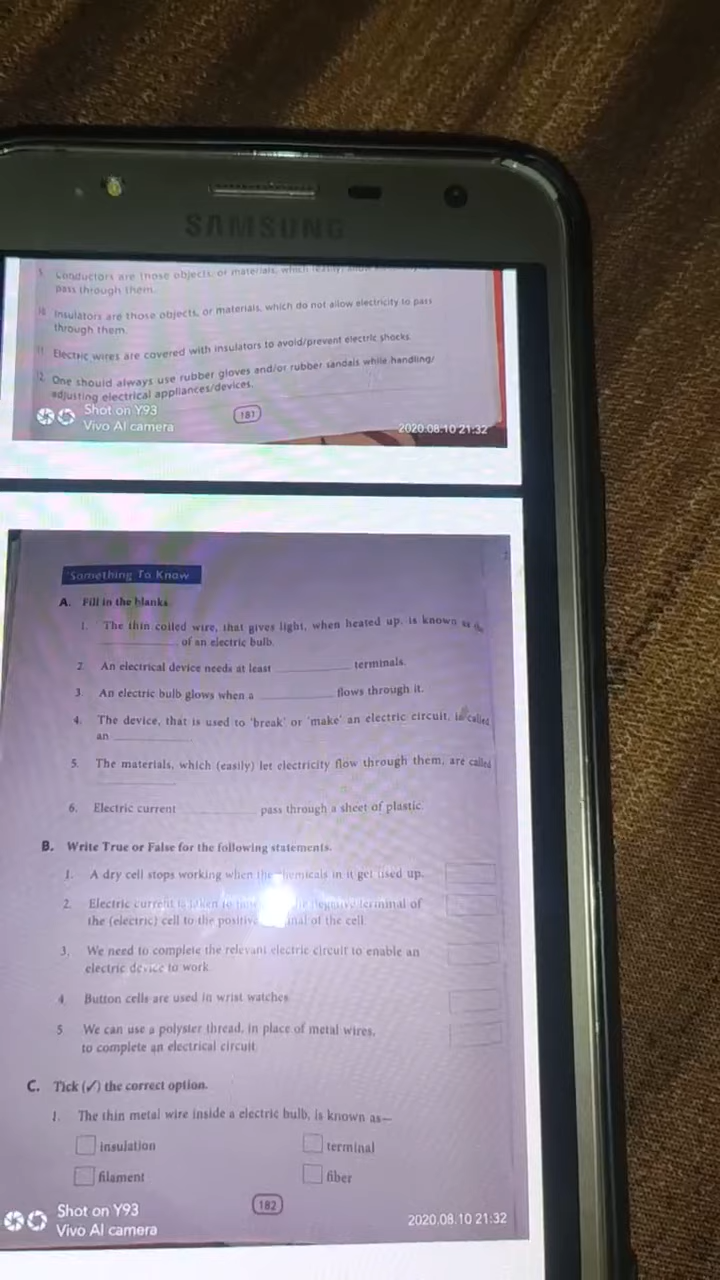 SAMSUNG
Conductors are those objects, or materials, which
pass through them.
Insulators are those objects, or materials, which do not allow electricity to pass
through them.
11. Electric wires are covered with insulators to avoid/prevent electric shocks.
12. One should always use rubber gloves and/or rubber sandals while handling/
adjusting electrical appliances/devices.
Shot on Y93
Vivo AI camera
181
2020.08.10 21:32
Something To Know
A. Fill in the blanks.
1. The thin coiled wire, that gives light, when heated up, is known as
________ of an electric bulb.
2. An electrical device needs at least ________ terminals.
3. An electric bulb glows when a ________ flows through it.
4. The device, that is used to 'break' or 'make' an electric circuit, is called
an ________.
5. The materials, which (easily) let electricity flow through them, are called
________
6. Electric current ________ pass through a sheet of plastic.
B. Write True or False for the following statements.
1. A dry cell stops working when the chemicals in it get used up.
2. Electric current is taken to negative terminal of
the (electric) cell to the positive of the cell.
3. We need to complete the relevant electric circuit to enable an
electric device to work.
4. Button cells are used in wrist watches
5. We can use a polyster thread, in place of metal wires,
to complete an electrical circuit
C. Tick (✓) the correct option.
1. The thin metal wire inside a electric bulb, is known as—
insulation terminal
filament fiber
182
Shot on Y93
Vivo AI camera
2020.08.10 21:32